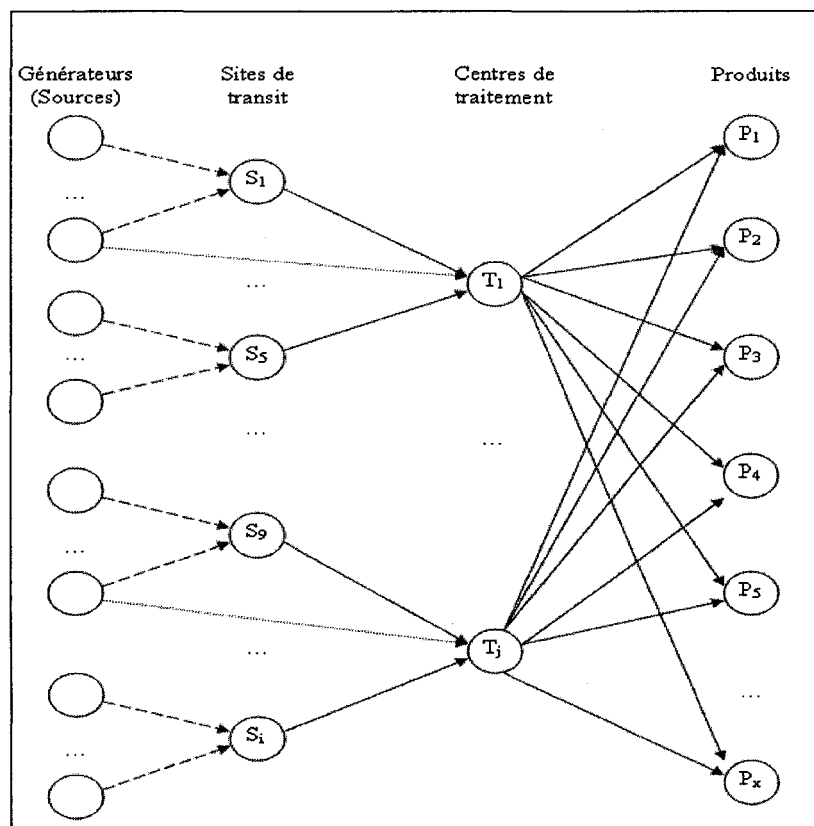 Générateurs
(Sources)
Sites de
transit
Centres de
traitement
Produits
...
...
...
...
S1
...
S5
...
S9
...
Si
T1
...
Tj
P1
P2
P3
P4
P5
...
Px